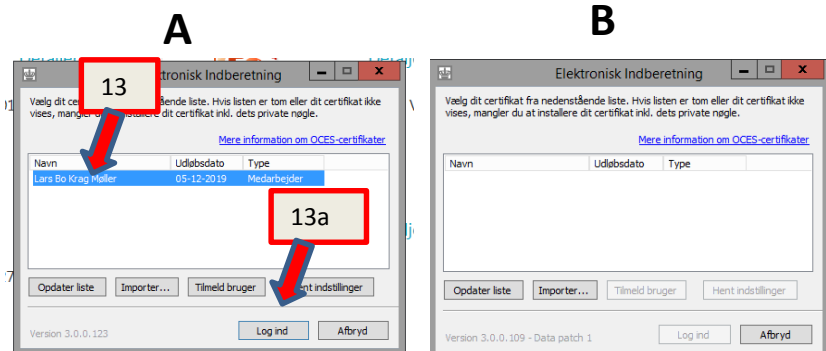 A
B
13
tronisk Indberetning
Vælg dit cer
ående liste. Hvis listen er tom eller dit certifikat ikke
vises, mangler du at installere dit certifikat inkl. dets private nøgle.
Mere information om OCES-certifikater
Navn Udløbsdato Type
Lars Bo Krag Møller 05-12-2019 Medarbejder
13a
Opdater liste Importer... Tilmeld bruger ent indstillinger
Version 3.0.0.123 Log ind Afbryd
Elektronisk Indberetning
Vælg dit certifikat fra nedenstående liste. Hvis listen er tom eller dit certifikat ikke
vises, mangler du at installere dit certifikat inkl. dets private nøgle.
Mere information om OCES-certifikater
Navn Udløbsdato Type
Opdater liste Importer... Tilmeld bruger Hent indstillinger
Version 3.0.0.109 - Data patch 1 Log ind Afbryd